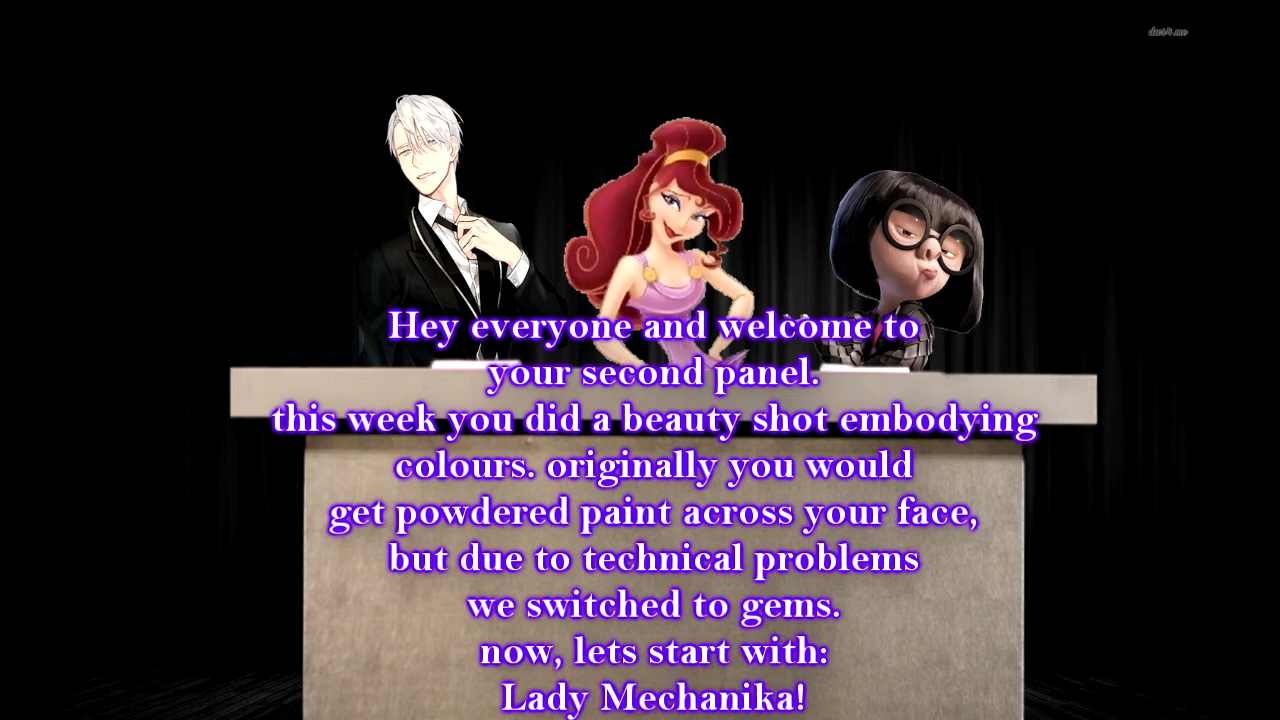 Hey everyone and welcome to
your second panel.
this week you did a beauty shot embodying
colours. originally you would
get powdered paint across your face,
but due to technical problems
we switched to gems.
now, lets start with:
Lady Mechanika!